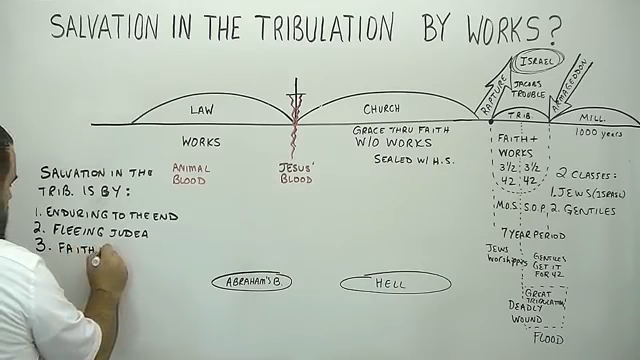 SALVATION IN THE TRIBULATION BY WORKS?
ISRAEL
JACOBS
TROUBLE
RAPTURE
ARMAGEDDON
LAW
CHURCH
TRIB.
MILL.
1000 years
WORKS
GRACE THRU FAITH
W/O WORKS
SEALED W/ H.S.
ANIMAL
BLOOD
JESUS'
BLOOD
FAITH +
WORKS
3½ 3½
42 42
M.O.S. S.O.P.
7 YEAR PERIOD
2 CLASSES:
1. JEWS (ISRAEL)
2. GENTILES
SALVATION IN THE
TRIB. IS BY:
1. ENDURING TO THE END
2. FLEEING JUDEA
3. FAITH
ABRAHAM'S B.
HELL
JEWS
GENTILES
GET IT
FOR 42
GREAT
TRIBULATION
DEADLY
WOUND
FLOOD